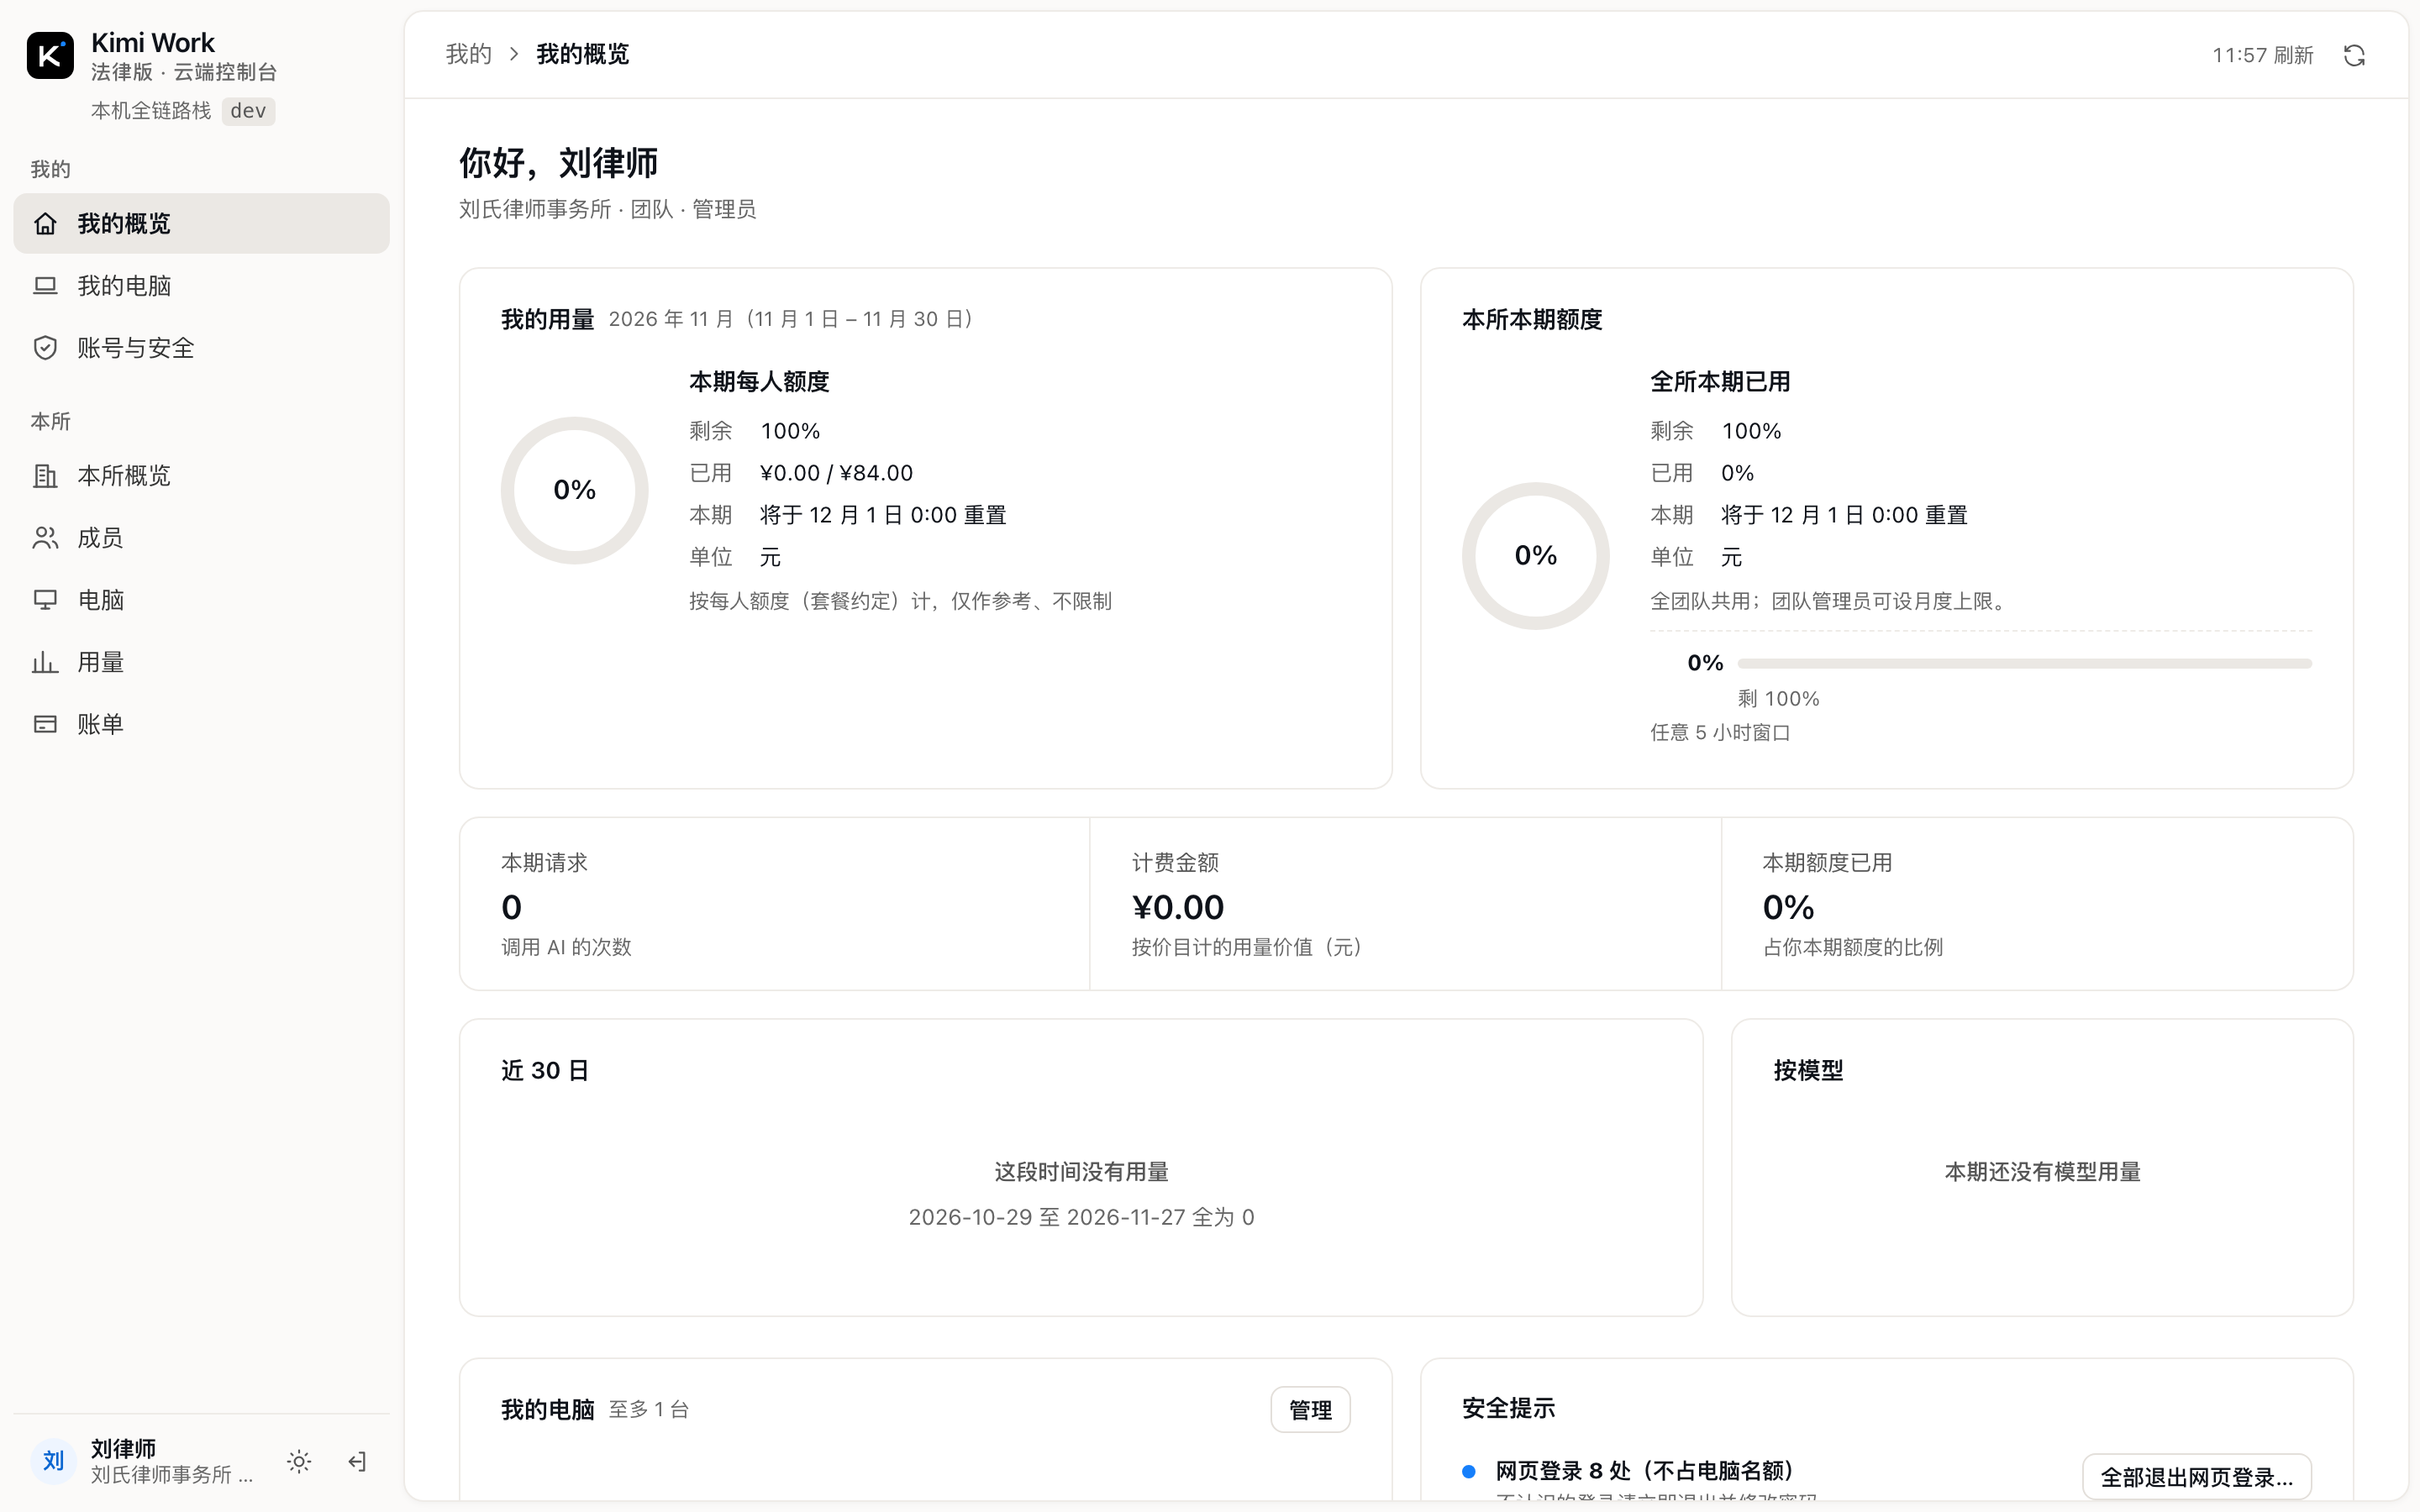 Kimi Work
法律版 · 云端控制台
本机全链路栈 dev
我的
我的概览
我的电脑
账号与安全
本所
本所概览
成员
电脑
用量
账单
刘
刘律师
刘氏律师事务所 ...
我的 > 我的概览
11:57 刷新
你好，刘律师
刘氏律师事务所 · 团队 · 管理员
我的用量 2026 年 11 月（11 月 1 日 – 11 月 30 日）
0%
本期每人额度
剩余 100%
已用 ¥0.00 / ¥84.00
本期 将于 12 月 1 日 0:00 重置
单位 元
按每人额度（套餐约定）计，仅作参考、不限制
本所本期额度
0%
全所本期已用
剩余 100%
已用 0%
本期 将于 12 月 1 日 0:00 重置
单位 元
全团队共用；团队管理员可设月度上限。
0%
剩 100%
任意 5 小时窗口
本期请求
0
调用 AI 的次数
计费金额
¥0.00
按价目计的用量价值（元）
本期额度已用
0%
占你本期额度的比例
近 30 日
这段时间没有用量
2026-10-29 至 2026-11-27 全为 0
按模型
本期还没有模型用量
我的电脑 至多 1 台
管理
安全提示
网页登录 8 处（不占电脑名额）
全部退出网页登录...